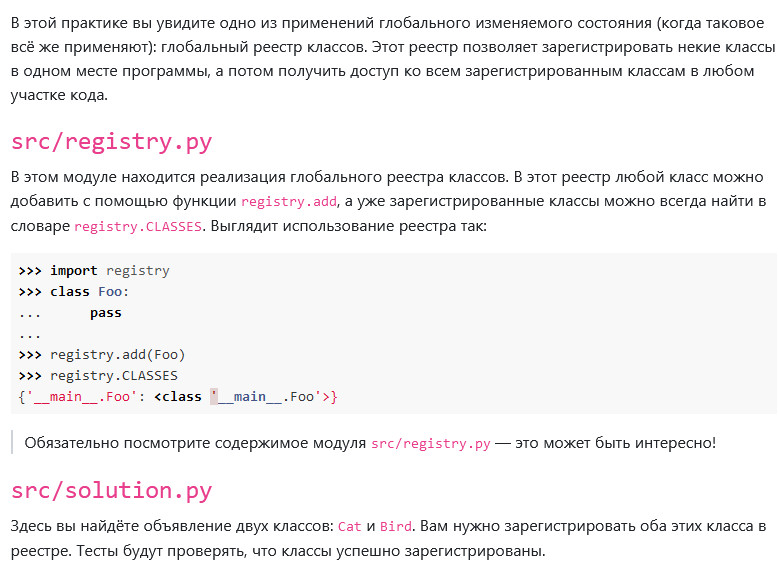 В этой практике вы увидите одно из применений глобального изменяемого состояния (когда таковое
всё же применяют): глобальный реестр классов. Этот реестр позволяет зарегистрировать некие классы
в одном месте программы, а потом получить доступ ко всем зарегистрированным классам в любом
участке кода.
src/registry.py
В этом модуле находится реализация глобального реестра классов. В этот реестр любой класс можно
добавить с помощью функции registry.add, а уже зарегистрированные классы можно всегда найти в
словаре registry.CLASSES. Выглядит использование реестра так:
>>> import registry
>>> class Foo:
...     pass
...
>>> registry.add(Foo)
>>> registry.CLASSES
{'__main__.Foo': <class '__main__.Foo'>}
Обязательно посмотрите содержимое модуля src/registry.py — это может быть интересно!
src/solution.py
Здесь вы найдёте объявление двух классов: Cat и Bird. Вам нужно зарегистрировать оба этих класса в
реестре. Тесты будут проверять, что классы успешно зарегистрированы.